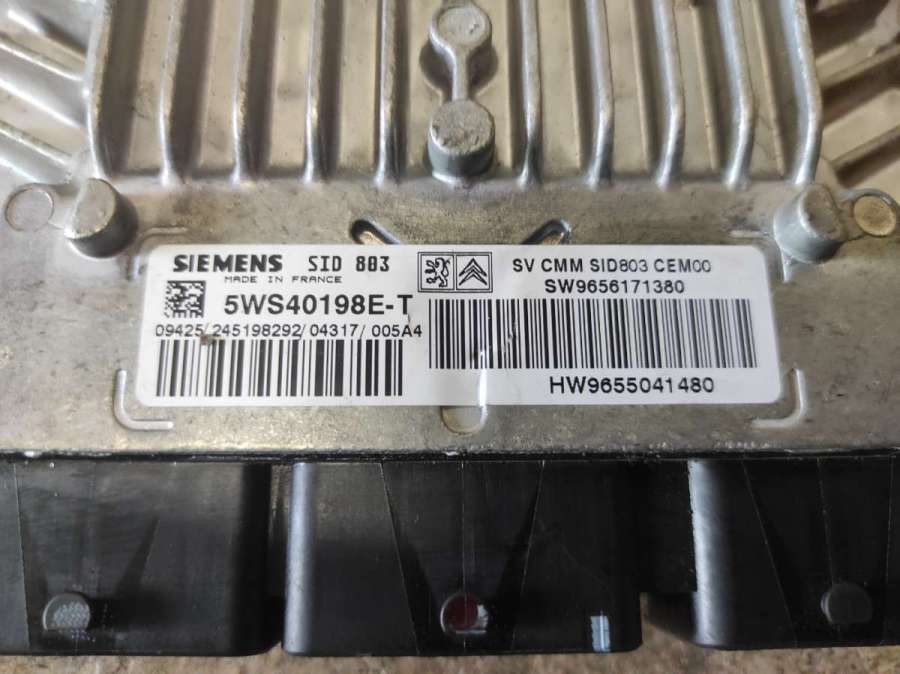 SIEMENS SID 803
MADE IN FRANCE
5WS40198E-T
09425/245198292/04317/005A4
SV CMM SID803 CEM00
SW9656171380
HW9655041480